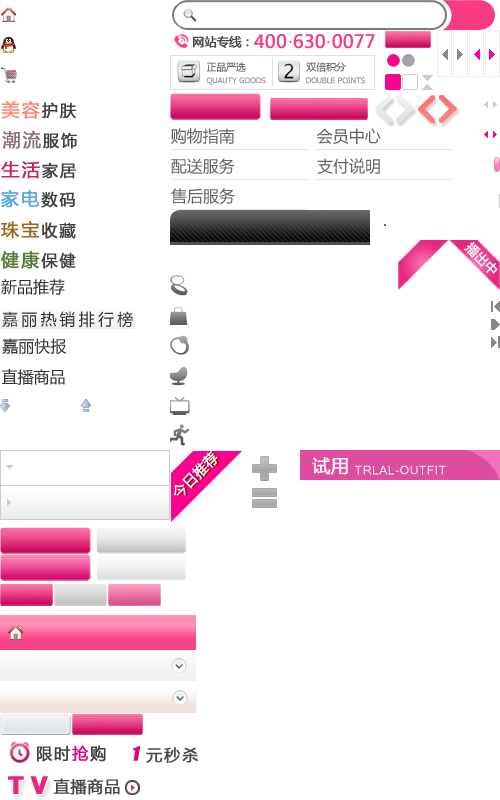 网站专线：400·630·0077
正品严选
QUAUTY GOODS
2
双倍积分
DOUBLE POINTS
美容护肤
潮流服饰
生活家居
家电数码
珠宝收藏
健康保健
购物指南
会员中心
配送服务
支付说明
售后服务
播出中
新品推荐
嘉丽热销排行榜
嘉丽快报
直播商品
今日推荐
试用 TRLAL-OUTFIT
限时抢购
1元秒杀
TV直播商品